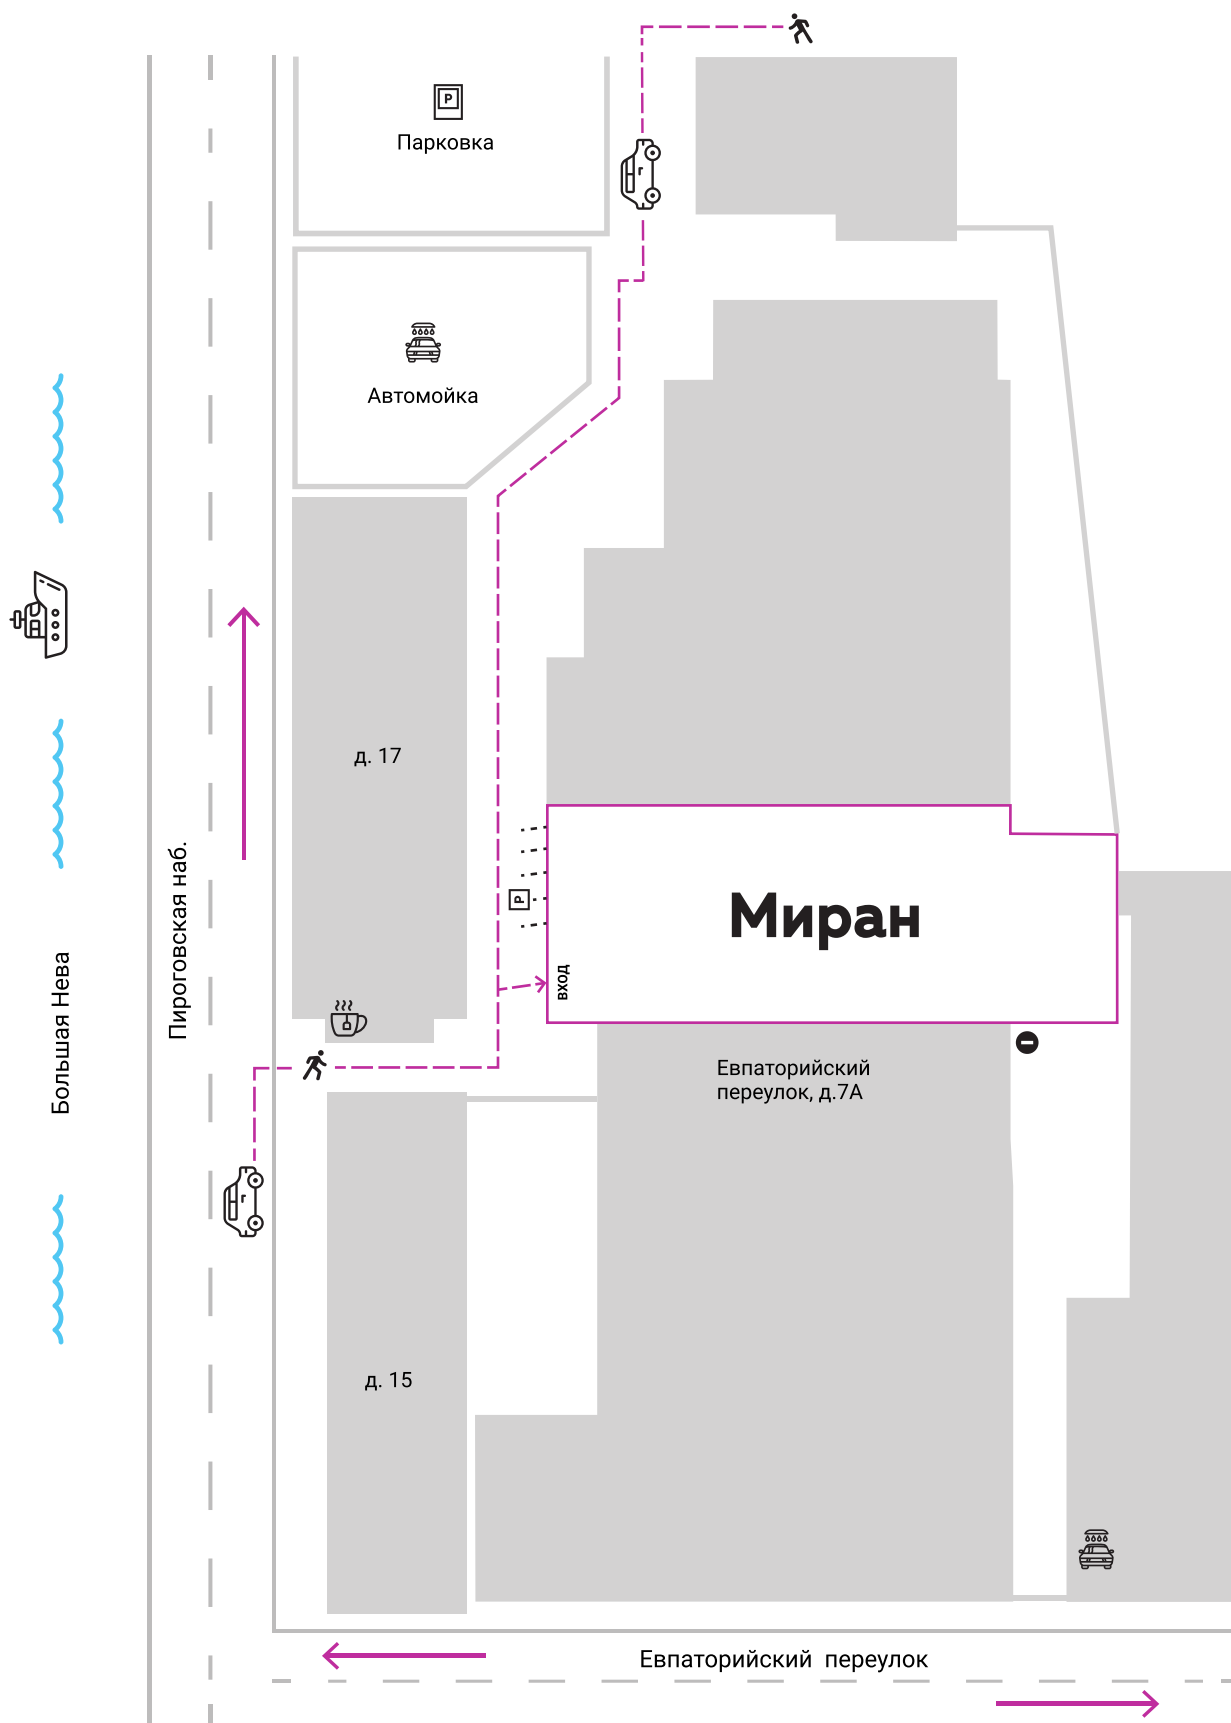 P
Парковка
Автомойка
д. 17
Пироговская наб.
Большая Нева
P
Миран
вход
Евпаторийский
переулок, д.7А
д. 15
Евпаторийский переулок